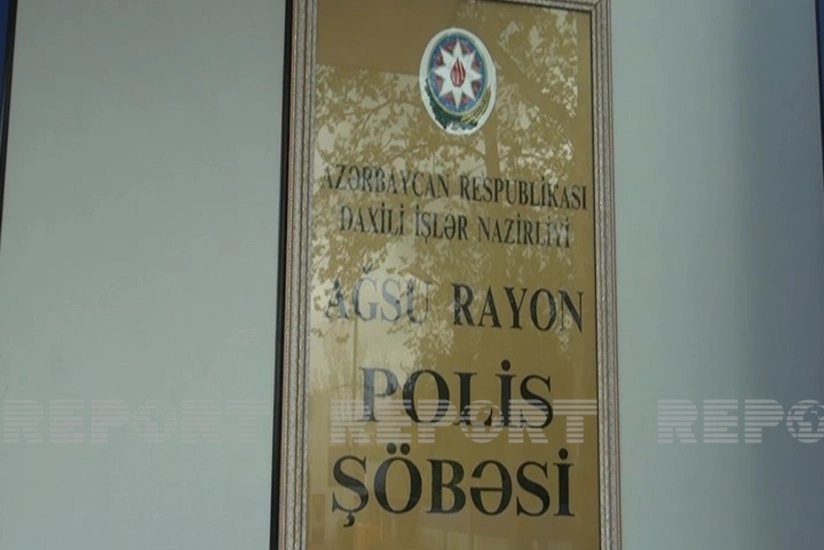 AZƏRBAYCAN RESPUBLİKASI
DAXİLİ İŞLƏR NAZİRLİYİ
AĞSU RAYON
POLİS
REPORT REPORT REPO
ŞÖBƏSİ